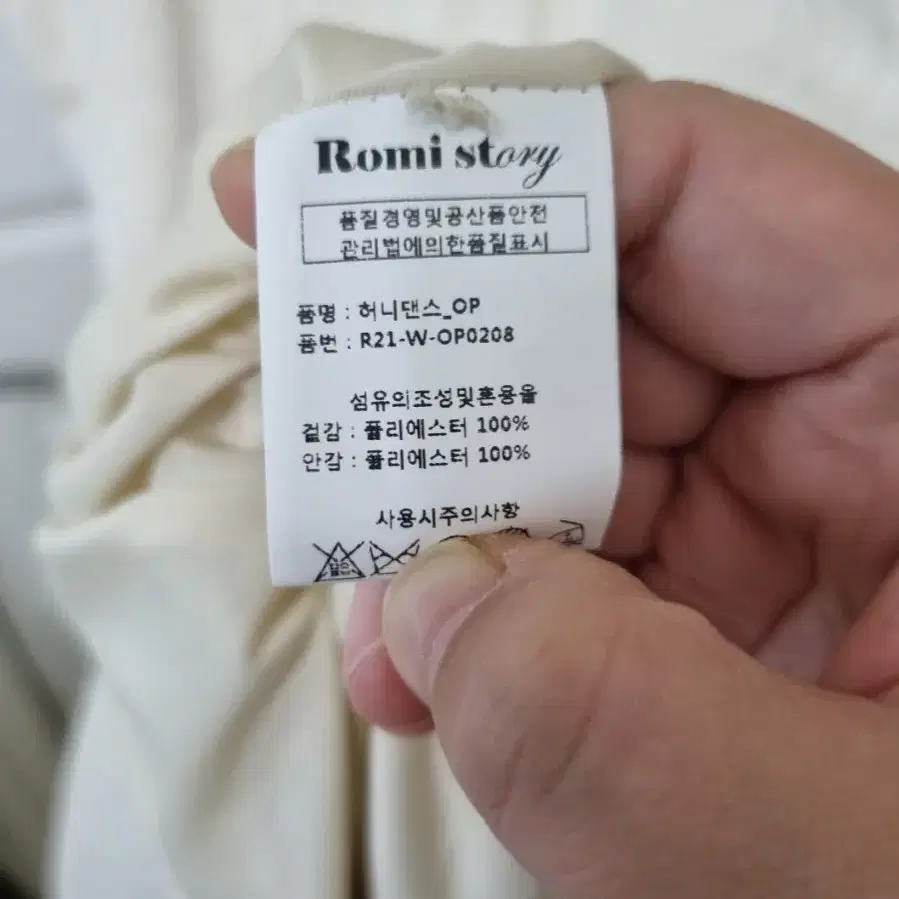 Romi story
품질경영및공산품안전
관리법에의한품질표시
품명 : 허니댄스_OP
품번 : R21-W-OP0208
섬유의조성및혼용율
겉감 : 폴리에스터 100%
안감 : 폴리에스터 100%
사용시주의사항